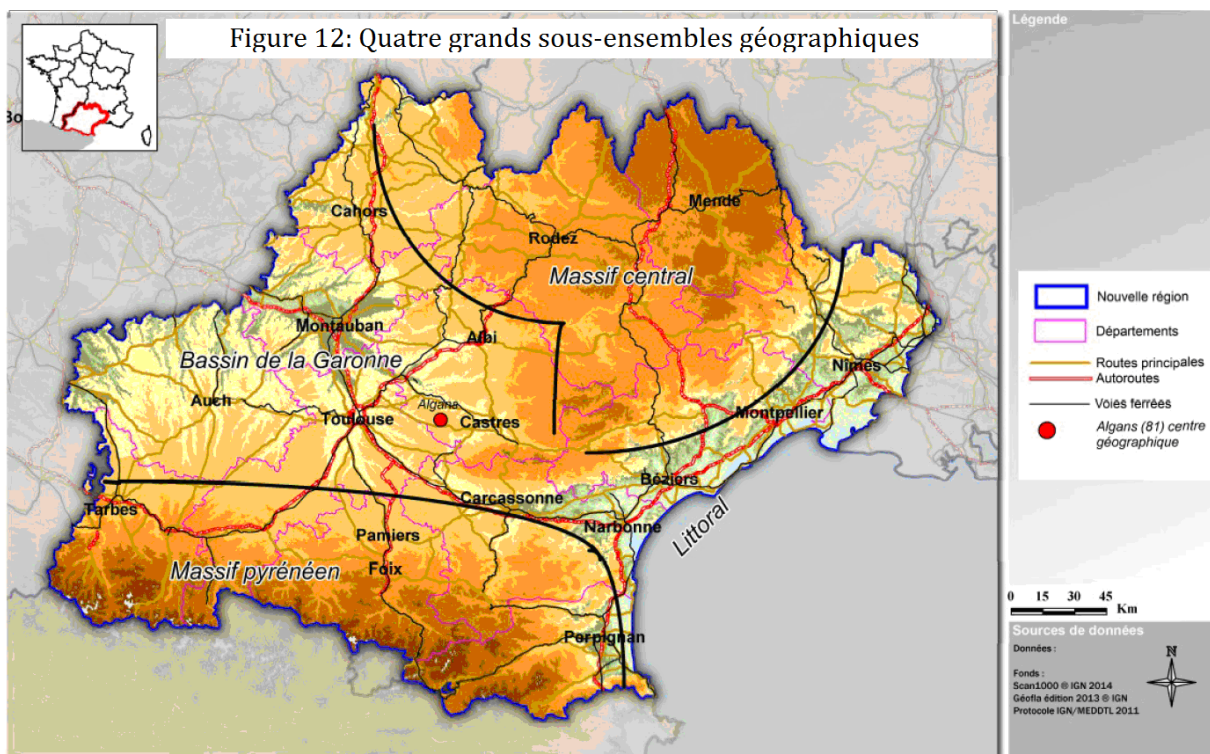 Figure 12: Quatre grands sous-ensembles géographiques
Cahors
Mende
Rodez
Massif central
Montauban
Albi
Bassin de la Garonne
Nîmes
Auch
Algans
Toulouse
Castres
Montpellier
Béziers
Carcassonne
Tarbes
Narbonne
Pamiers
Littoral
Massif pyrénéen
Foix
Perpignan
Légende
Nouvelle région
Départements
Routes principales
Autoroutes
Voies ferrées
Algans (81) centre
géographique
0 15 30 45
Km
Sources de données
Données :
Fonds :
Scan1000 ® IGN 2014
Géofla édition 2013 ® IGN
Protocole IGN/MEDDTL 2011
N